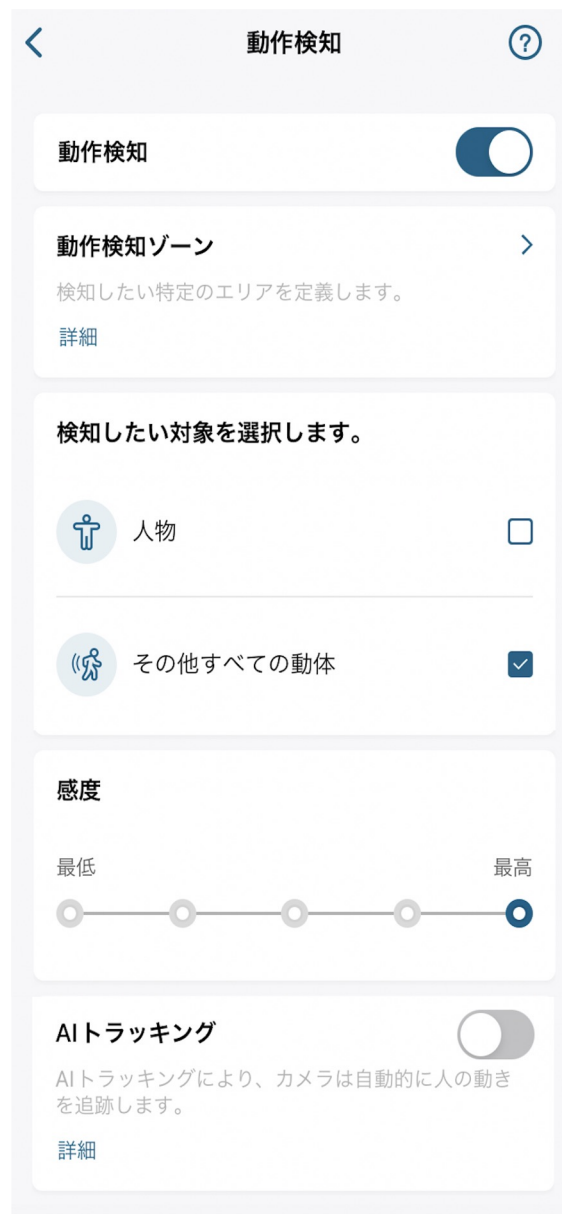 動作検知
動作検知
動作検知ゾーン
検知したい特定のエリアを定義します。
詳細
検知したい対象を選択します。
人物
その他すべての動体
感度
最低
最高
AIトラッキング
AIトラッキングにより、カメラは自動的に人の動き
を追跡します。
詳細